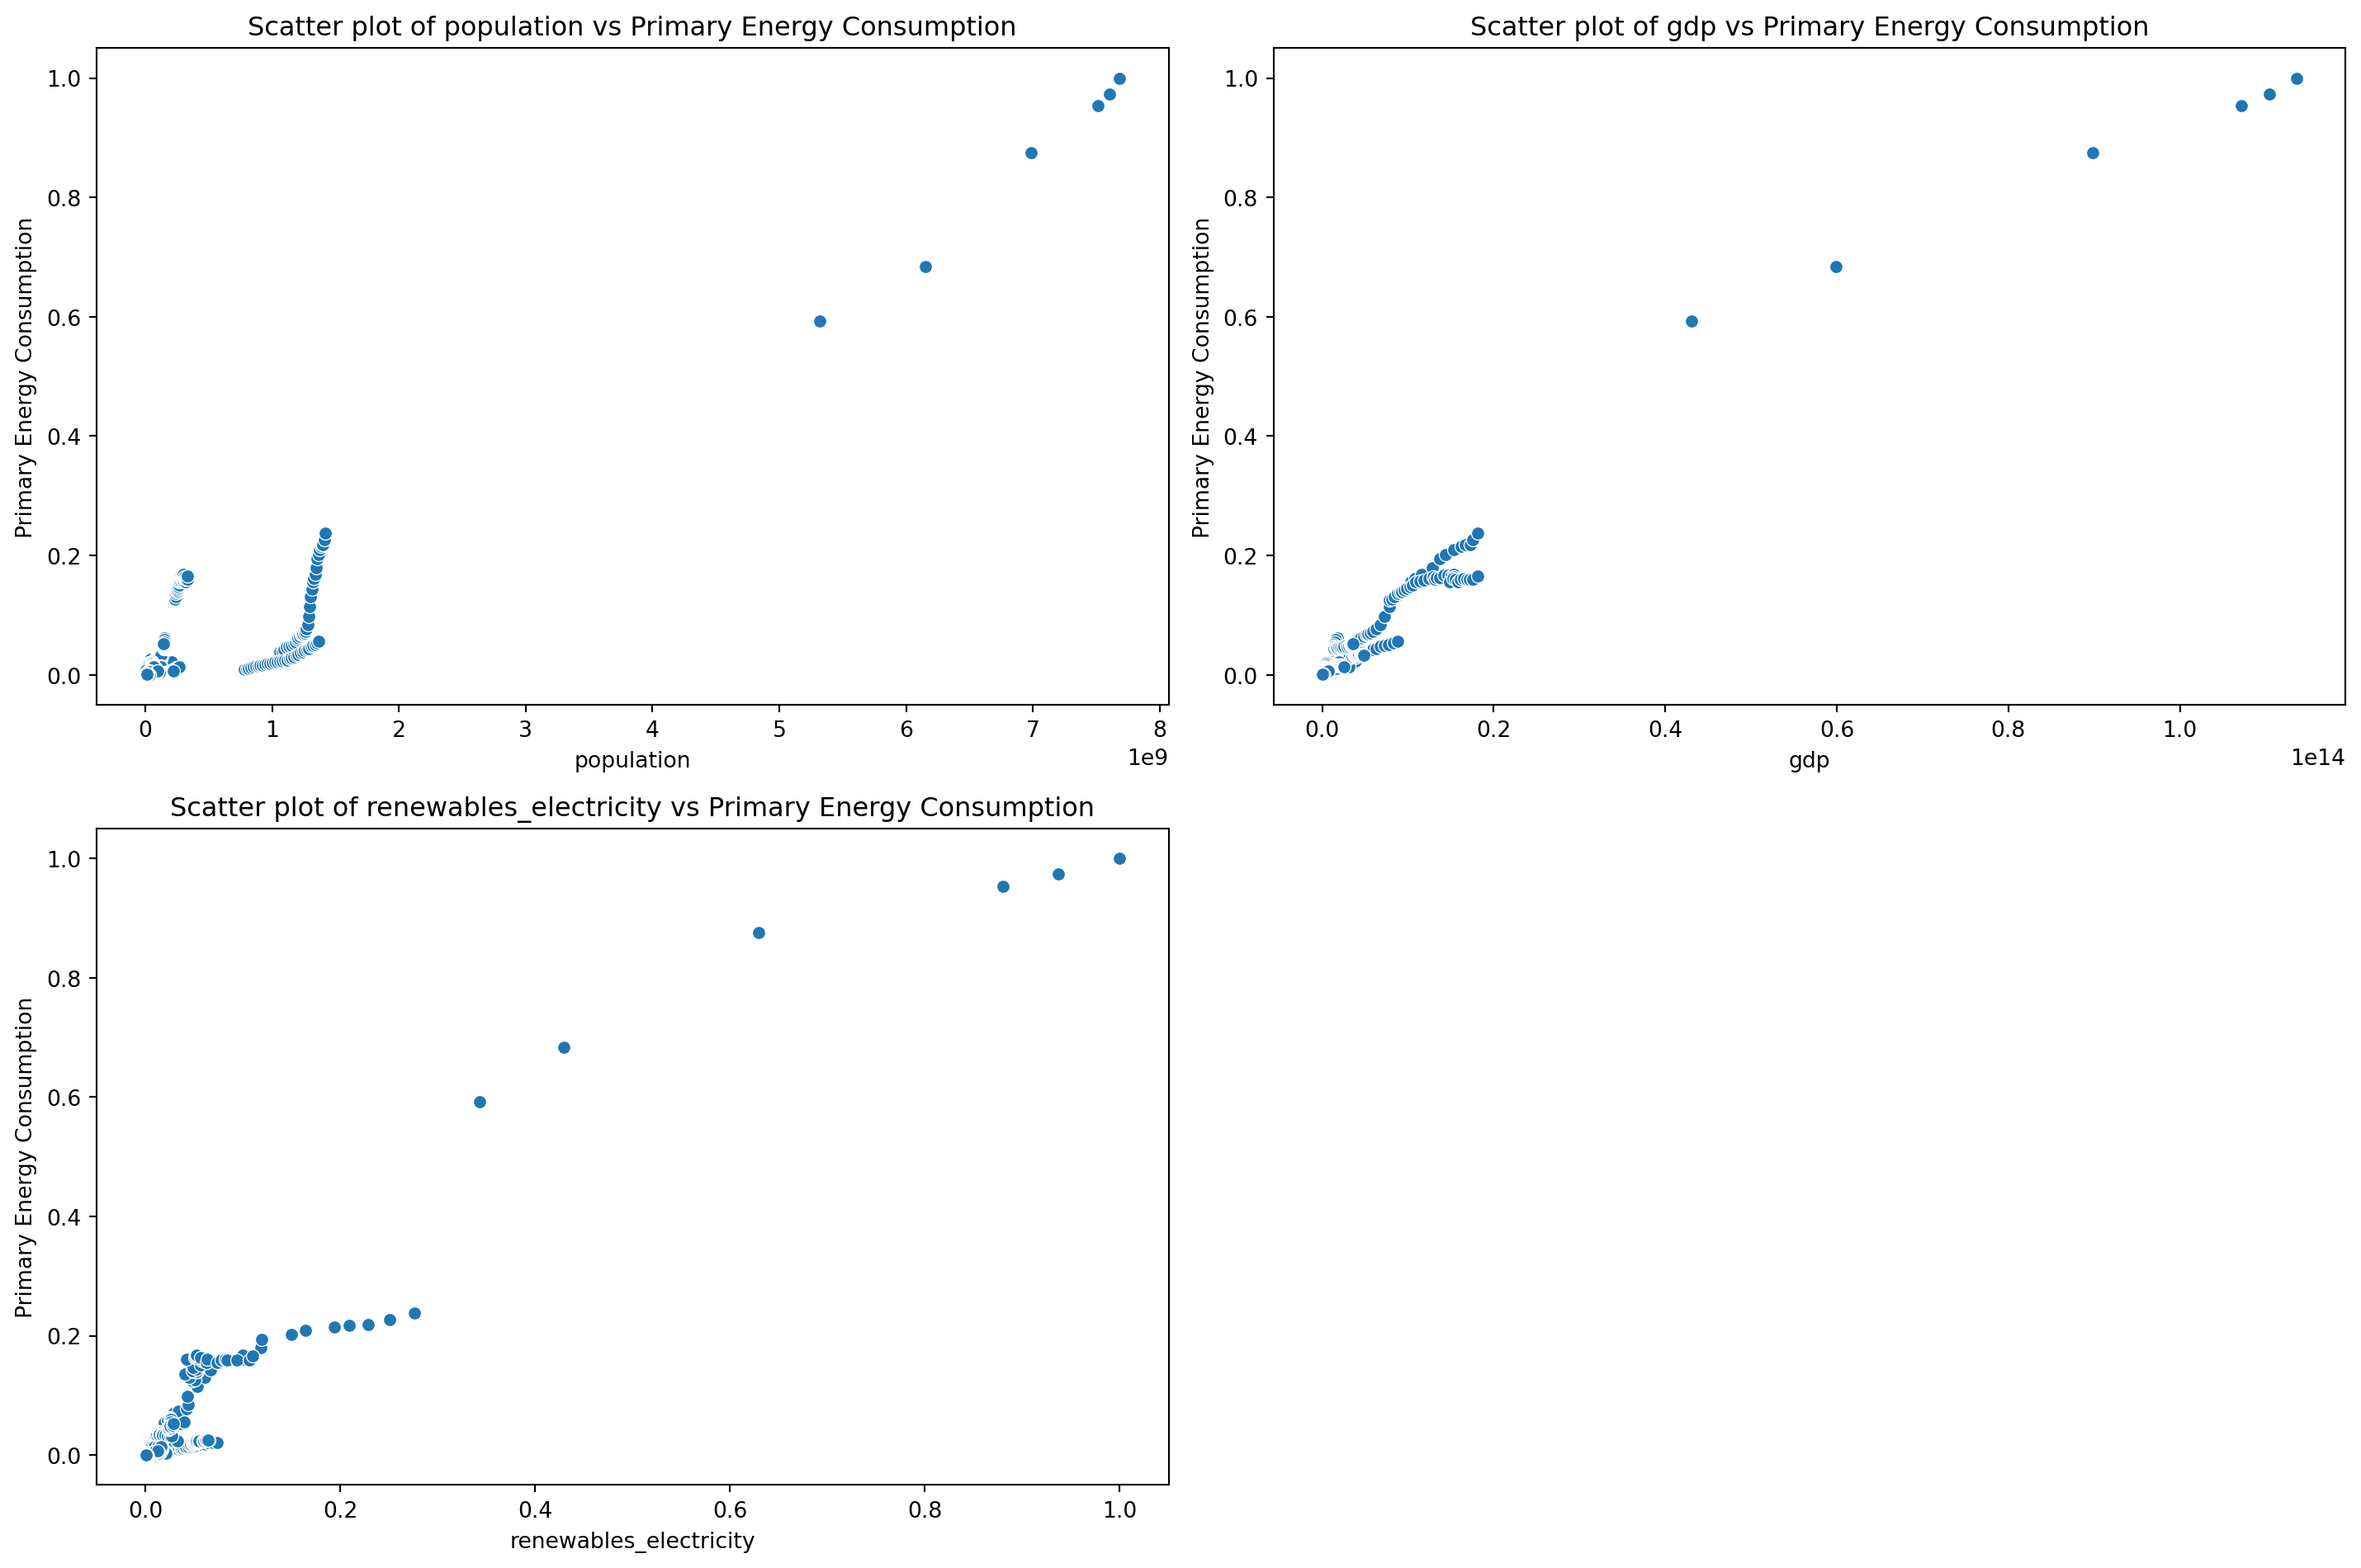 Scatter plot of population vs Primary Energy Consumption
Primary Energy Consumption
1.0
0.8
0.6
0.4
0.2
0.0
0 1 2 3 4 5 6 7 8
1e9
population
Scatter plot of gdp vs Primary Energy Consumption
Primary Energy Consumption
1.0
0.8
0.6
0.4
0.2
0.0
0.0 0.2 0.4 0.6 0.8 1.0
1e14
gdp
Scatter plot of renewables_electricity vs Primary Energy Consumption
Primary Energy Consumption
1.0
0.8
0.6
0.4
0.2
0.0
0.0 0.2 0.4 0.6 0.8 1.0
renewables_electricity